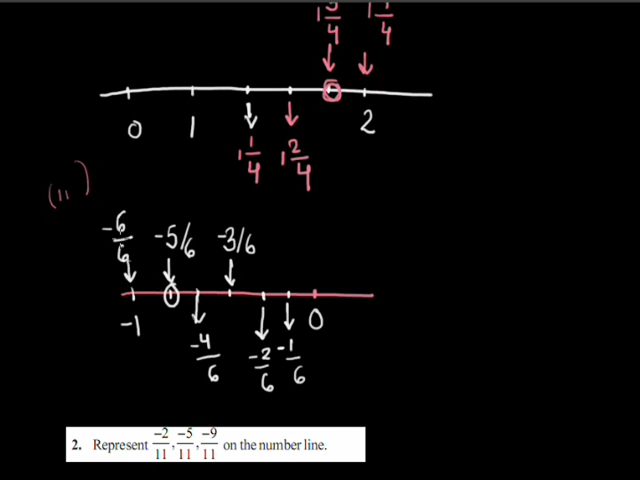 1 3/4 1/4
0 1 2
1 1/4 1 2/4
(ii)
-6/6 -5/6 -3/6
-1 0
-4/6 -2/6 -1/6
2. Represent -2/11, -5/11, -9/11 on the number line.